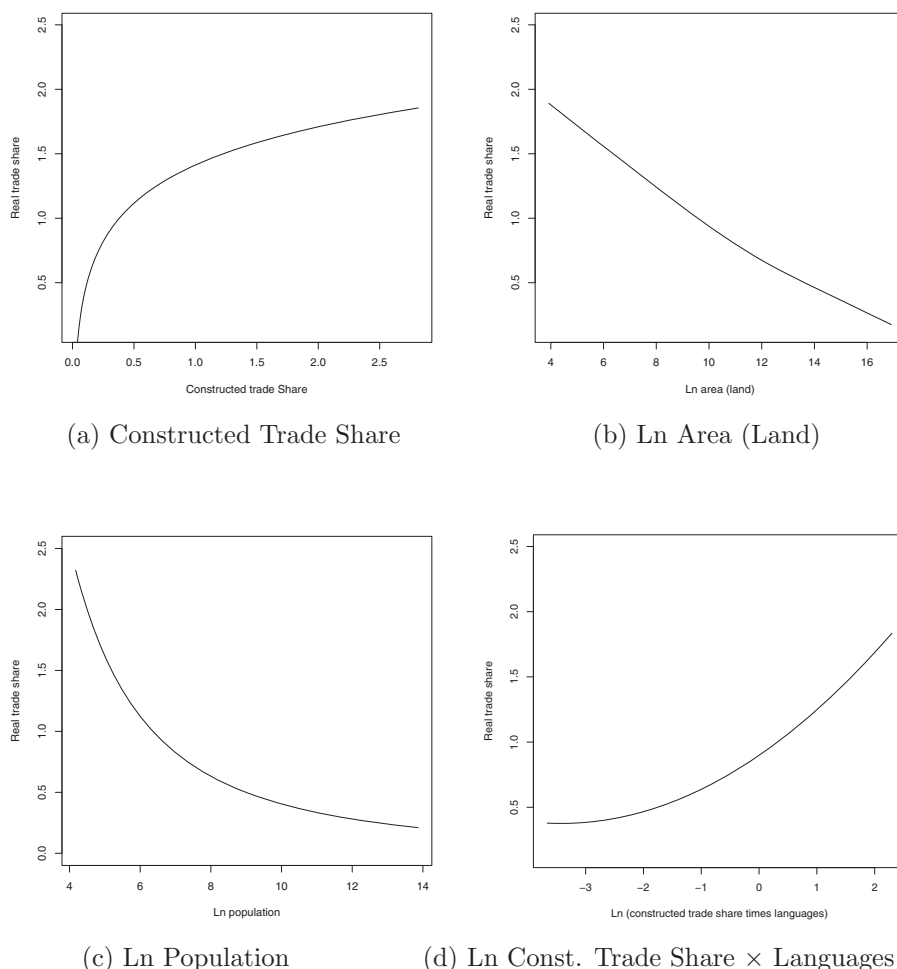 2.5
2.0
1.5
1.0
0.5
Real trade share
0.0 0.5 1.0 1.5 2.0 2.5
Constructed trade Share
(a) Constructed Trade Share
2.5
2.0
1.5
1.0
0.5
Real trade share
4 6 8 10 12 14 16
Ln area (land)
(b) Ln Area (Land)
2.5
2.0
1.5
1.0
0.5
0.0
Real trade share
4 6 8 10 12 14
Ln population
(c) Ln Population
2.5
2.0
1.5
1.0
0.5
Real trade share
−3 −2 −1 0 1 2
Ln (constructed trade share times languages)
(d) Ln Const. Trade Share × Languages